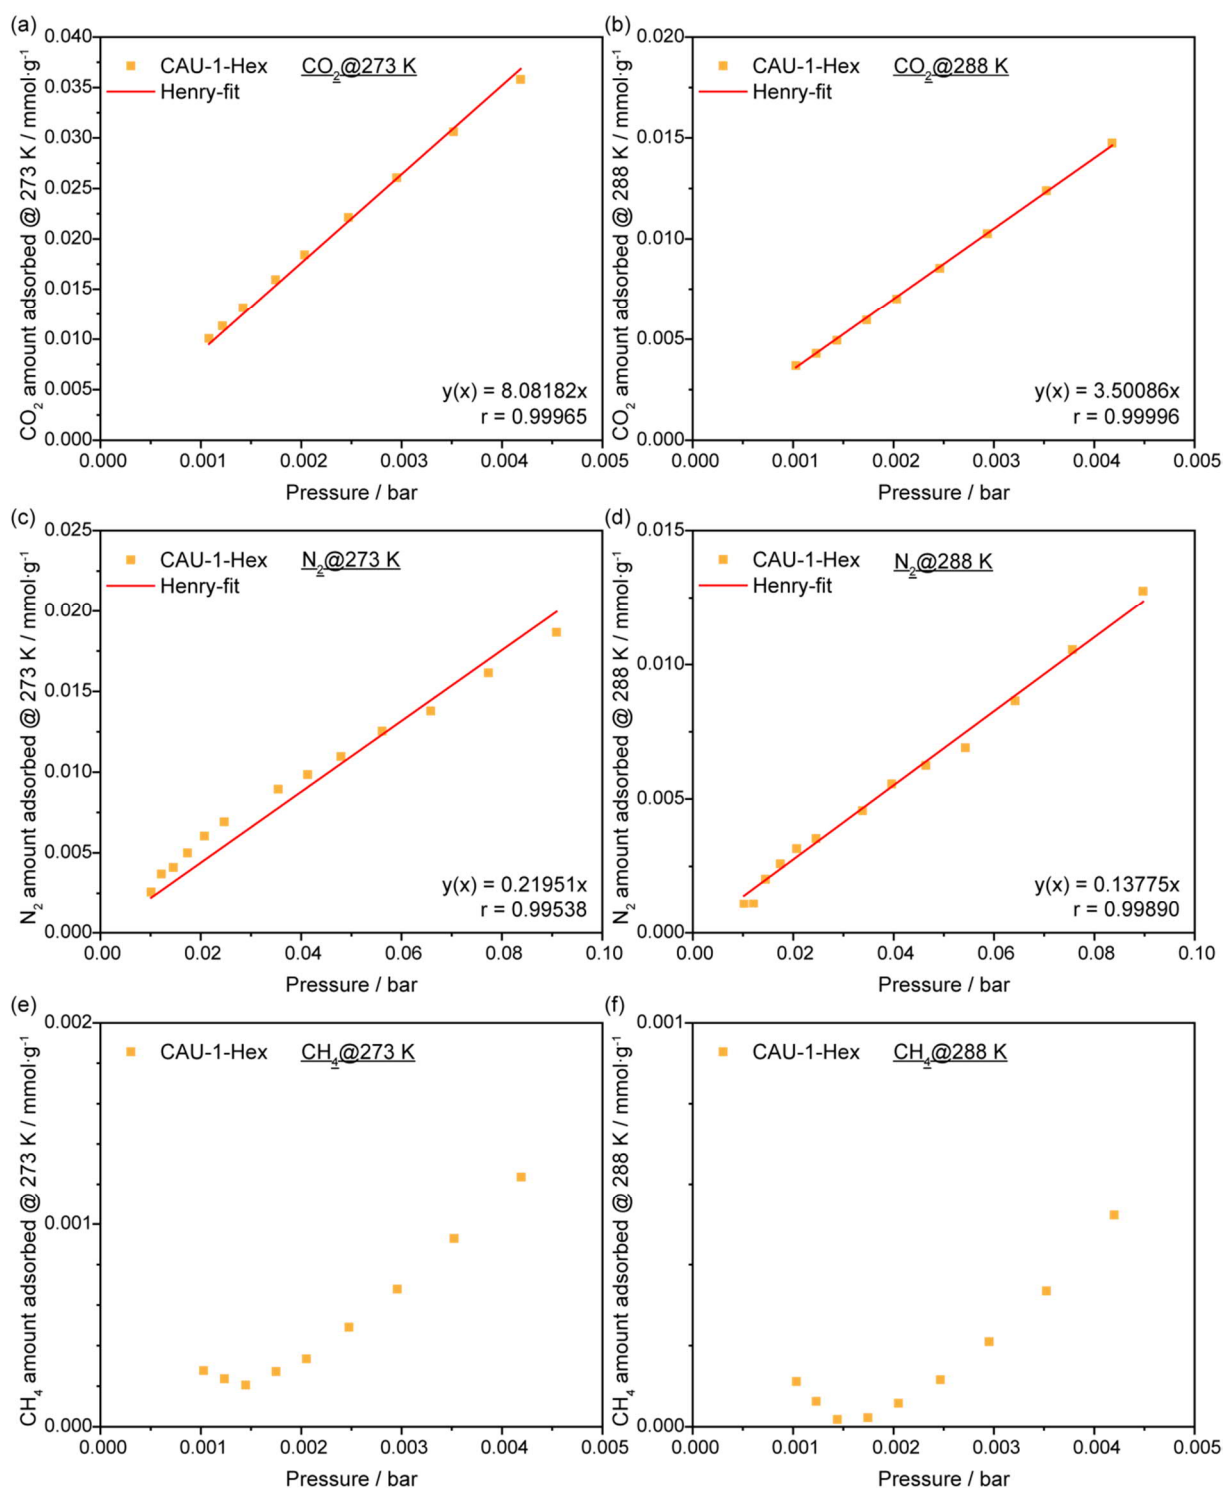 (a)
CO2 amount adsorbed @ 273 K / mmol·g-1
0.040
0.035
0.030
0.025
0.020
0.015
0.010
0.005
0.000
CAU-1-Hex CO2@273 K
Henry-fit
y(x) = 8.08182x
r = 0.99965
0.000 0.001 0.002 0.003 0.004 0.005
Pressure / bar
(b)
CO2 amount adsorbed @ 288 K / mmol·g-1
0.020
0.015
0.010
0.005
0.000
CAU-1-Hex CO2@288 K
Henry-fit
y(x) = 3.50086x
r = 0.99996
0.000 0.001 0.002 0.003 0.004 0.005
Pressure / bar
(c)
N2 amount adsorbed @ 273 K / mmol·g-1
0.025
0.020
0.015
0.010
0.005
0.000
CAU-1-Hex N2@273 K
Henry-fit
y(x) = 0.21951x
r = 0.99538
0.00 0.02 0.04 0.06 0.08 0.10
Pressure / bar
(d)
N2 amount adsorbed @ 288 K / mmol·g-1
0.015
0.010
0.005
0.000
CAU-1-Hex N2@288 K
Henry-fit
y(x) = 0.13775x
r = 0.99890
0.00 0.02 0.04 0.06 0.08 0.10
Pressure / bar
(e)
CH4 amount adsorbed @ 273 K / mmol·g-1
0.002
0.001
0.000
CAU-1-Hex CH4@273 K
0.000 0.001 0.002 0.003 0.004 0.005
Pressure / bar
(f)
CH4 amount adsorbed @ 288 K / mmol·g-1
0.001
0.000
CAU-1-Hex CH4@288 K
0.000 0.001 0.002 0.003 0.004 0.005
Pressure / bar